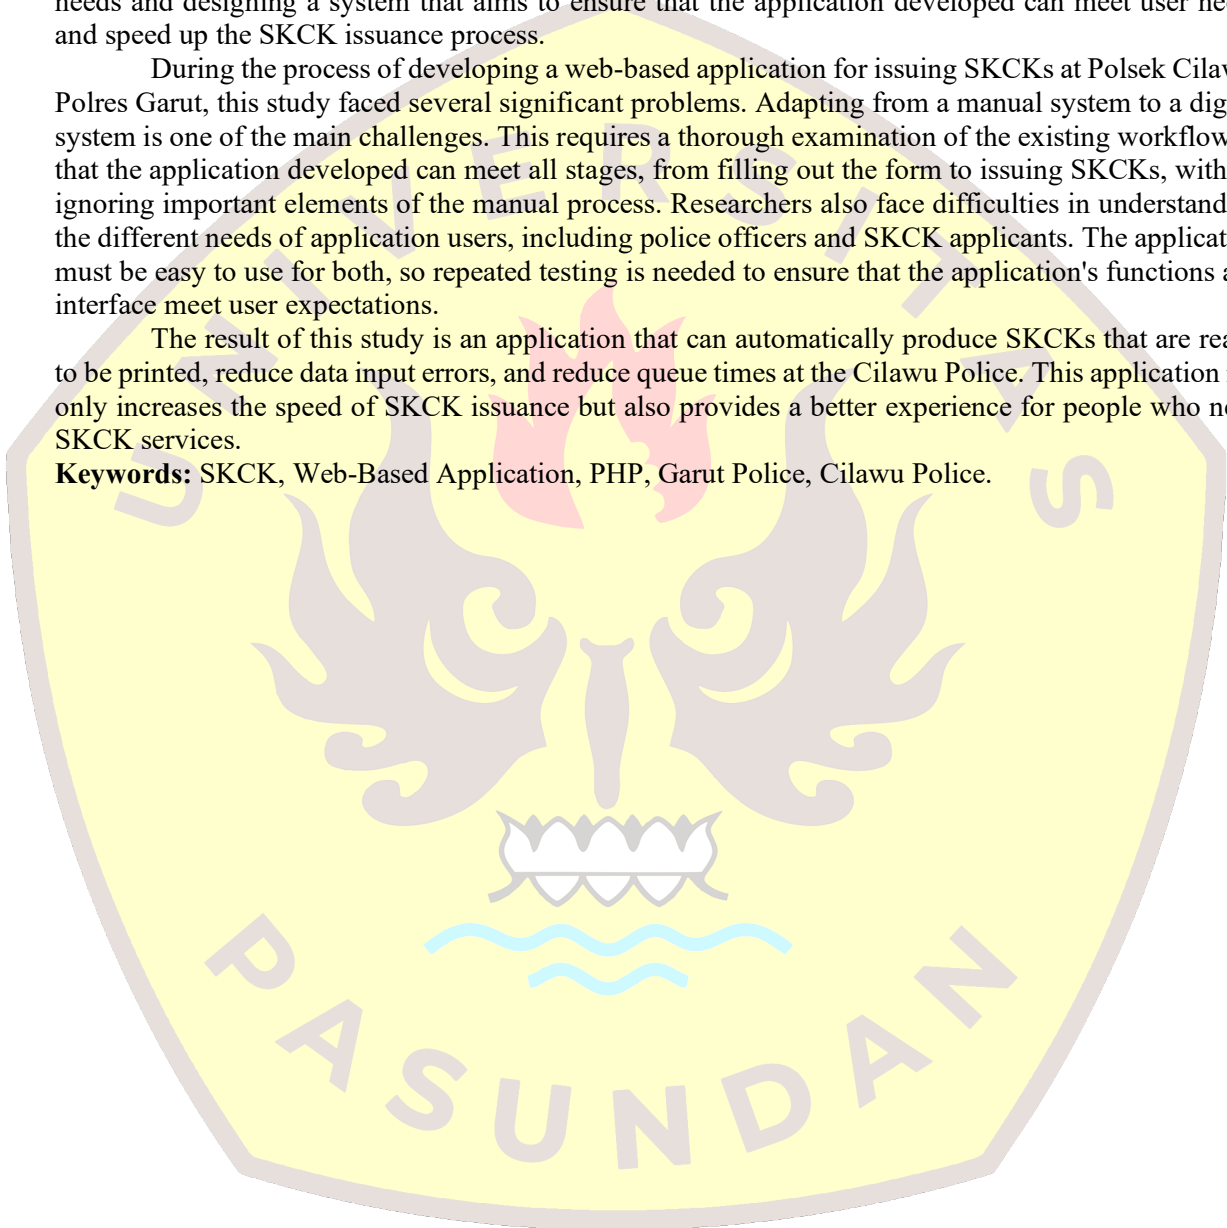 needs and designing a system that aims to ensure that the application developed can meet user
and speed up the SKCK issuance process.
During the process of developing a web-based application for issuing SKCKs at Polsek
Polres Garut, this study faced several significant problems. Adapting from a manual system to a
system is one of the main challenges. This requires a thorough examination of the existing workflow
that the application developed can meet all stages, from filling out the form to issuing SKCKs,
ignoring important elements of the manual process. Researchers also face difficulties in
the different needs of application users, including police officers and SKCK applicants. The
must be easy to use for both, so repeated testing is needed to ensure that the application's functions
interface meet user expectations.
The result of this study is an application that can automatically produce SKCKs that are
to be printed, reduce data input errors, and reduce queue times at the Cilawu Police. This application
only increases the speed of SKCK issuance but also provides a better experience for people who
SKCK services.
Keywords: SKCK, Web-Based Application, PHP, Garut Police, Cilawu Police.
UNIVERSITAS
PASUNDAN